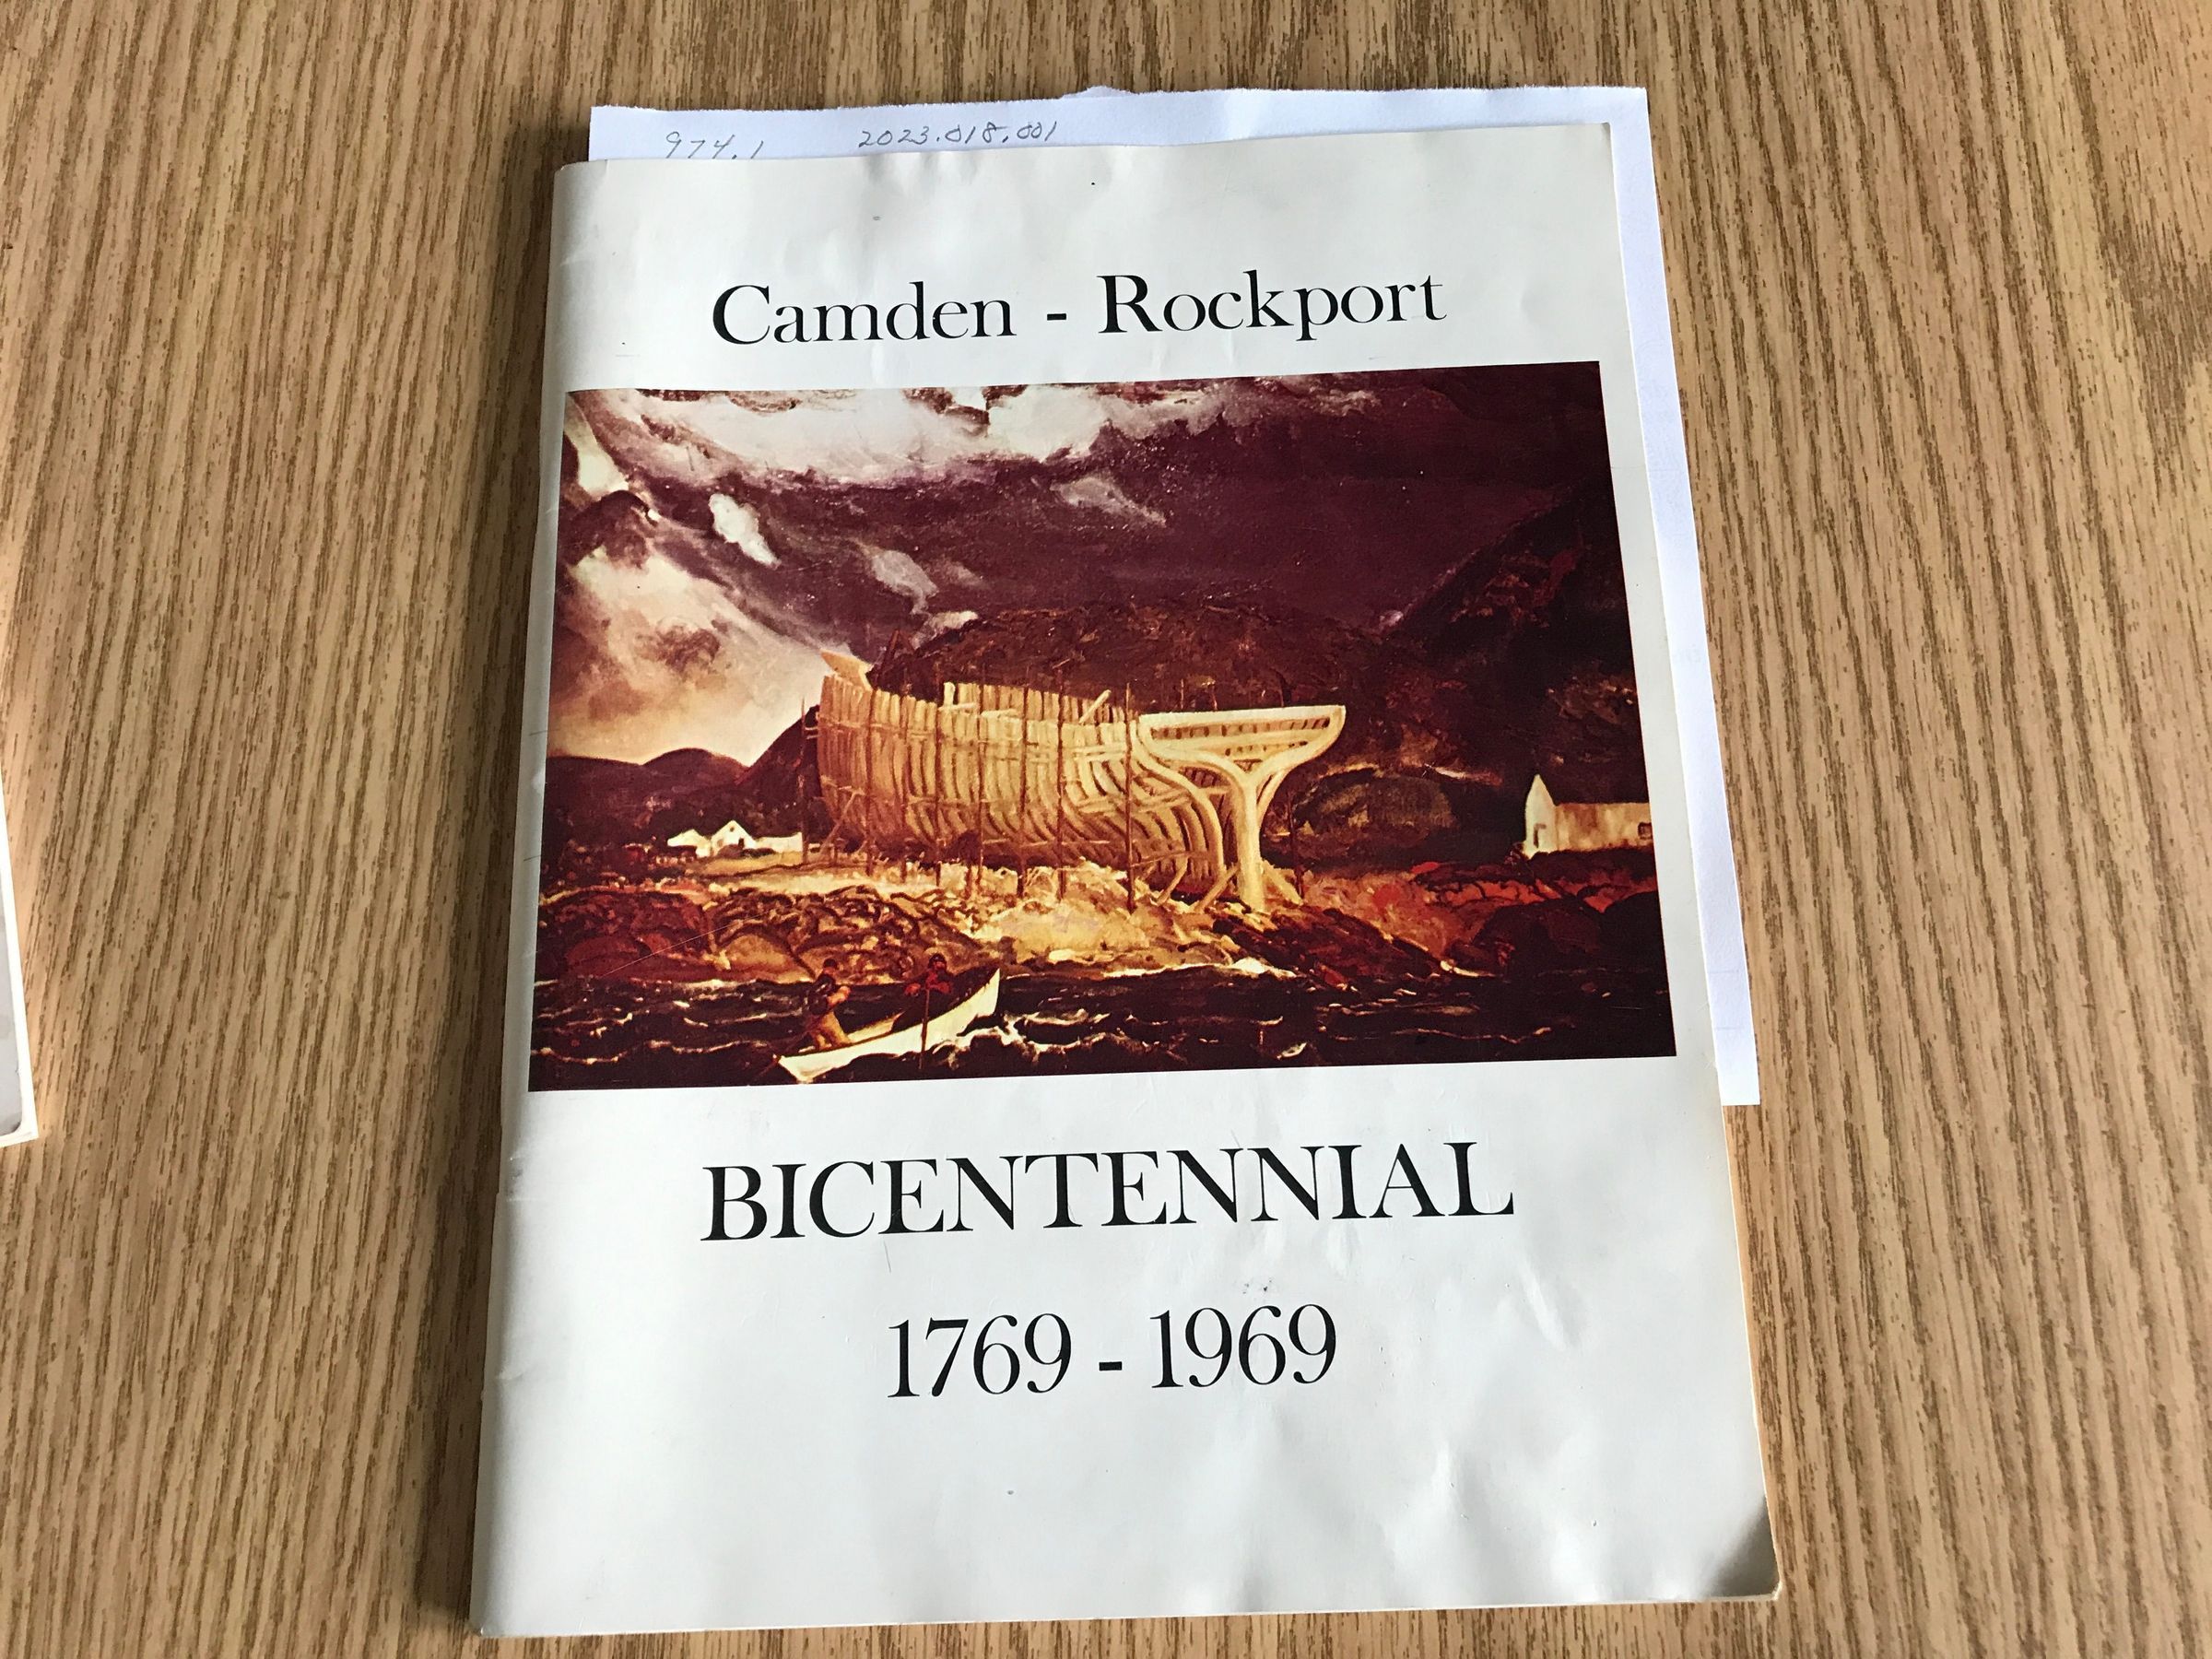 974.1 2023.018.001
Camden - Rockport
BICENTENNIAL
1769 - 1969